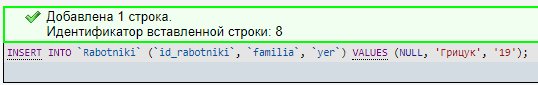 Добавлена 1 строка.
Идентификатор вставленной строки: 8
INSERT INTO `Rabotniki` (`id_rabotniki`, `familia`, `yer`) VALUES (NULL, 'Грицук', '19');